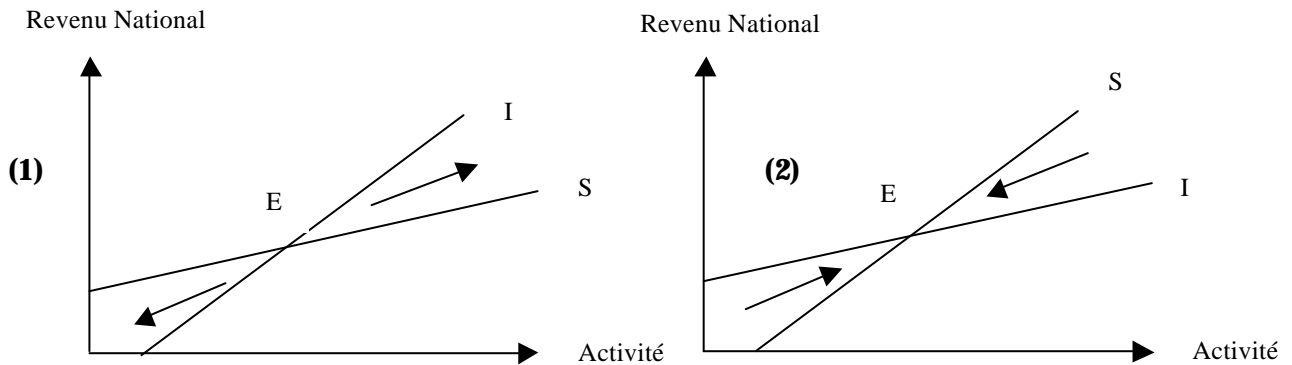 Revenu National
I
(1)
S
E
Activité
Revenu National
S
(2)
E
I
Activité